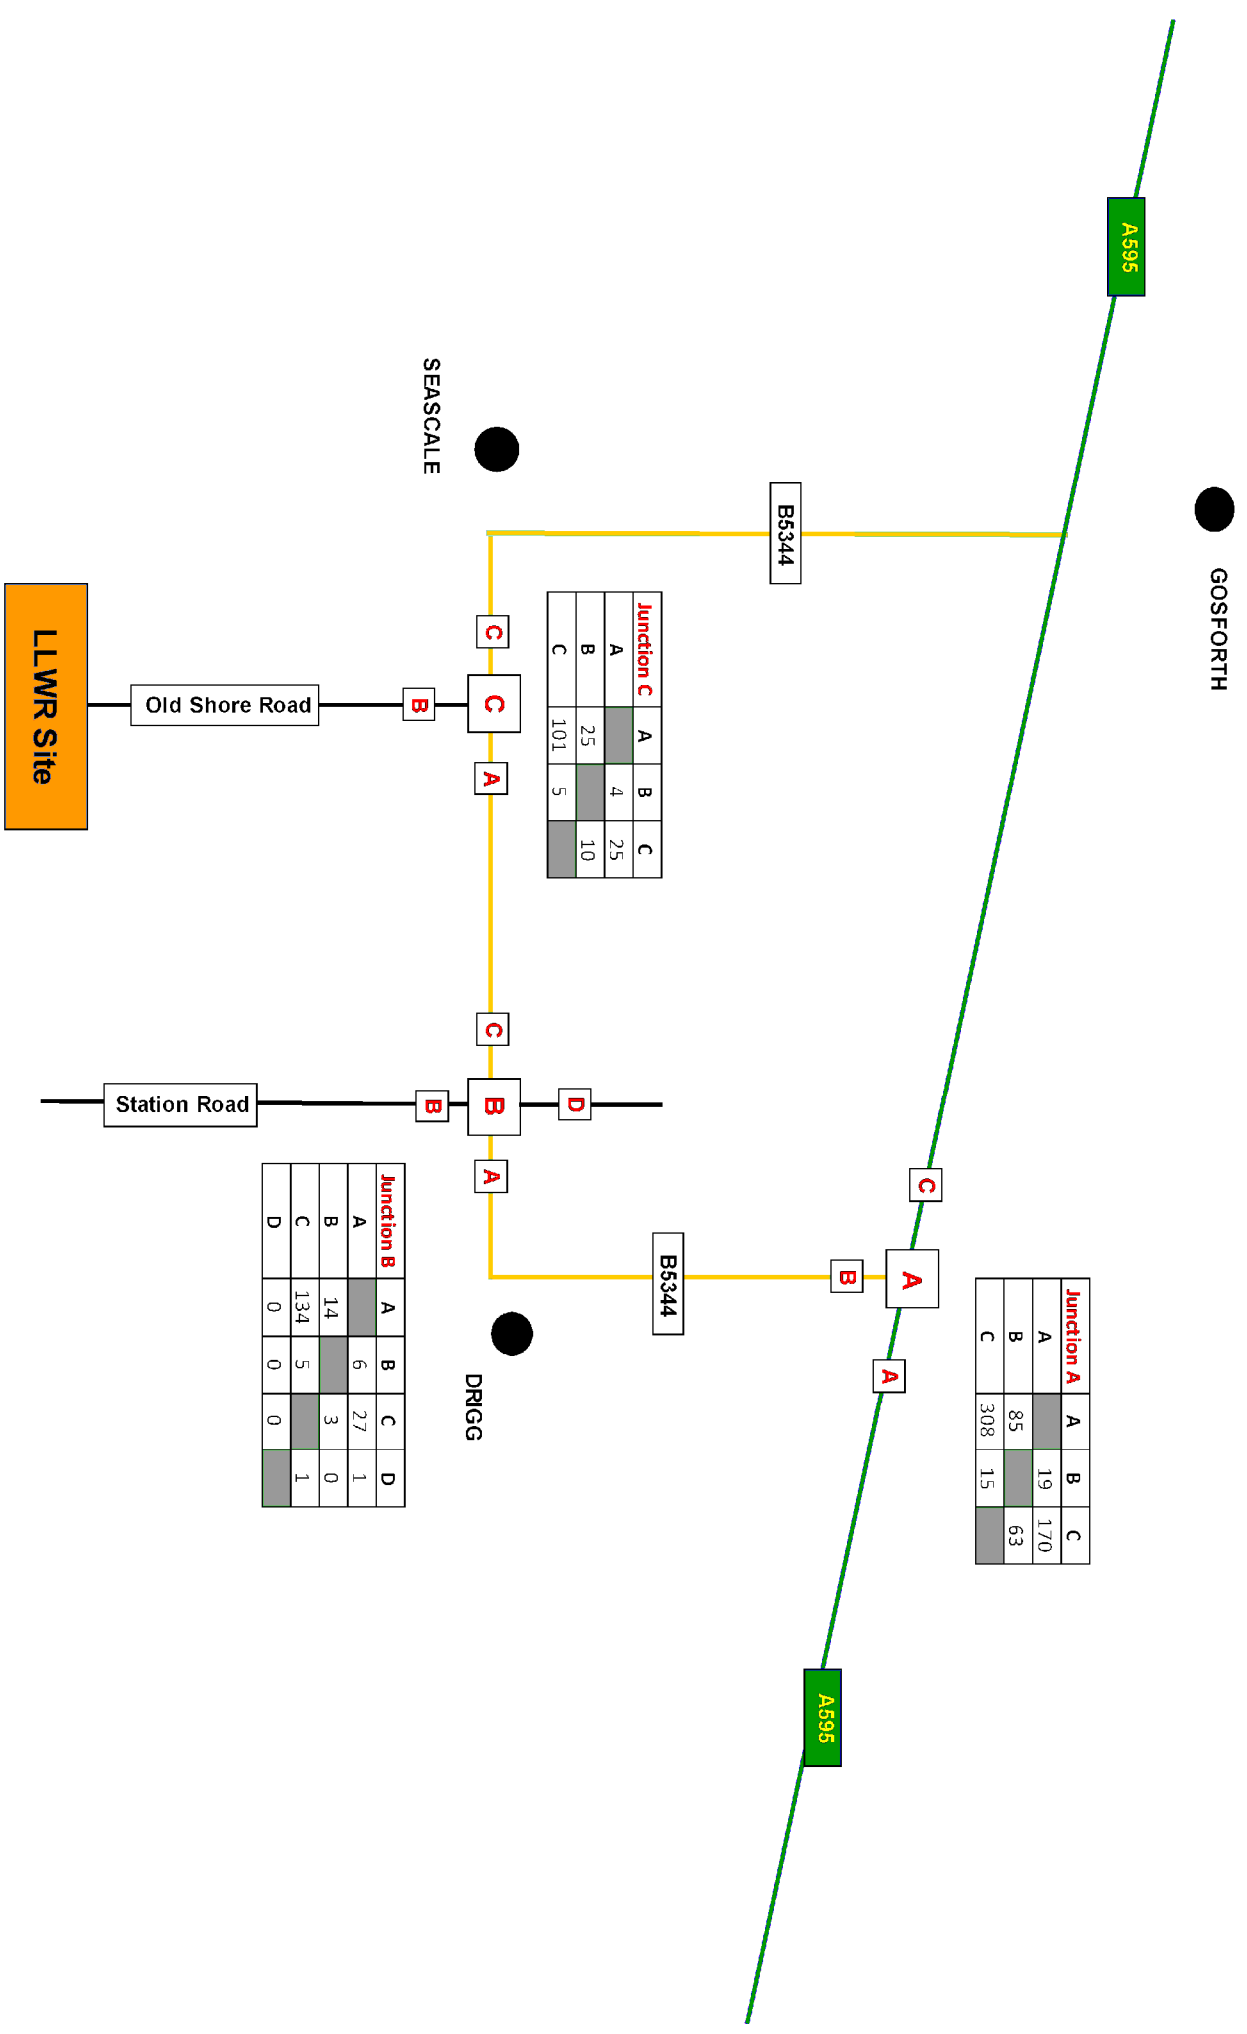 GOSFORTH
A595
Junction A A B C
A 19 170
B 85 63
C 308 15
C
A
A
B
A595
B5344
B5344
Junction C A B C
A 4 25
B 25 10
C 101 5
D
C C A
C B A
DRIGG
SEASCALE
B
B
Junction B A B C D
A 6 27 1
B 14 3 0
C 134 5 1
D 0 0 0
Old Shore Road
Station Road
LLWR Site